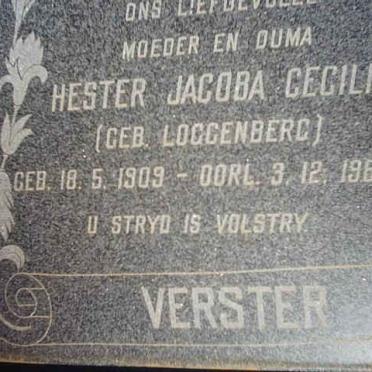 ONS LIEFDEVOLLE
MOEDER EN OUMA
HESTER JACOBA CECILI
(GEB. LOGGENBERG)
GEB. 18. 5. 1909 - OORL. 3. 12. 196
U STRYD IS VOLSTRY.
VERSTER